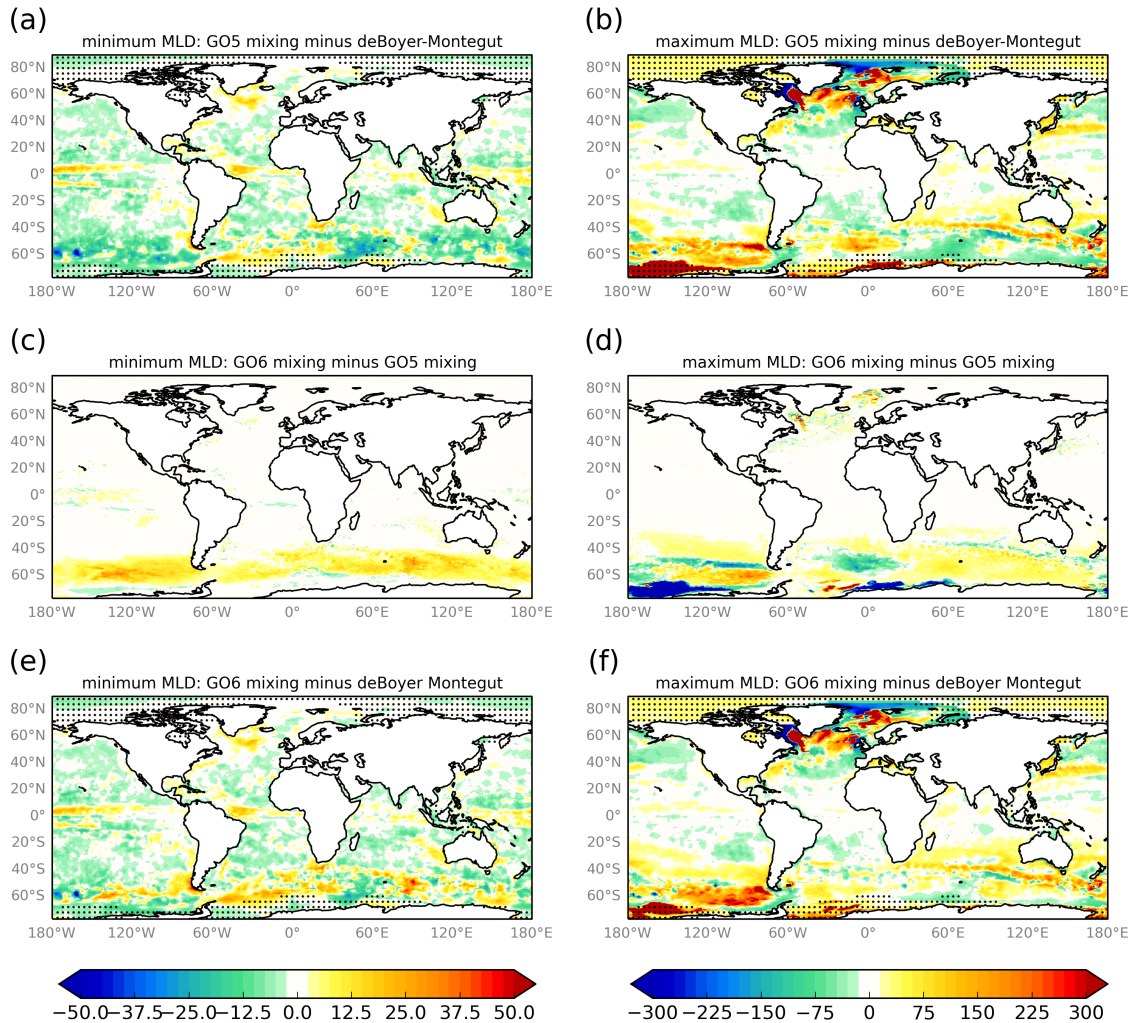 (a)
minimum MLD: GO5 mixing minus deBoyer-Montegut
80°N
60°N
40°N
20°N
0°
20°S
40°S
60°S
180°W 120°W 60°W 0° 60°E 120°E 180°E
(b)
maximum MLD: GO5 mixing minus deBoyer-Montegut
80°N
60°N
40°N
20°N
0°
20°S
40°S
60°S
180°W 120°W 60°W 0° 60°E 120°E 180°E
(c)
minimum MLD: GO6 mixing minus GO5 mixing
80°N
60°N
40°N
20°N
0°
20°S
40°S
60°S
180°W 120°W 60°W 0° 60°E 120°E 180°E
(d)
maximum MLD: GO6 mixing minus GO5 mixing
80°N
60°N
40°N
20°N
0°
20°S
40°S
60°S
180°W 120°W 60°W 0° 60°E 120°E 180°E
(e)
minimum MLD: GO6 mixing minus deBoyer Montegut
80°N
60°N
40°N
20°N
0°
20°S
40°S
60°S
180°W 120°W 60°W 0° 60°E 120°E 180°E
(f)
maximum MLD: GO6 mixing minus deBoyer Montegut
80°N
60°N
40°N
20°N
0°
20°S
40°S
60°S
180°W 120°W 60°W 0° 60°E 120°E 180°E
−50.0 −37.5 −25.0 −12.5 0.0 12.5 25.0 37.5 50.0
−300 −225 −150 −75 0 75 150 225 300